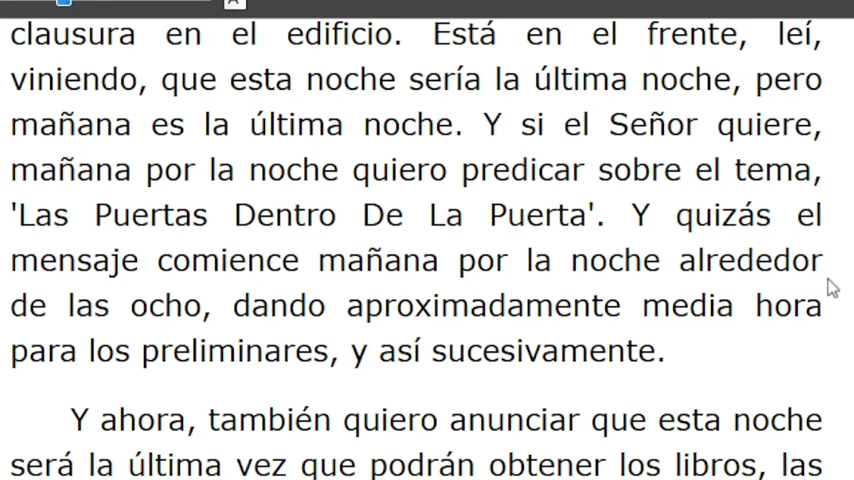 clausura en el edificio. Está en el frente, leí,
viniendo, que esta noche sería la última noche, pero
mañana es la última noche. Y si el Señor quiere,
mañana por la noche quiero predicar sobre el tema,
'Las Puertas Dentro De La Puerta'. Y quizás el
mensaje comience mañana por la noche alrededor
de las ocho, dando aproximadamente media hora
para los preliminares, y así sucesivamente.
Y ahora, también quiero anunciar que esta noche
será la última vez que podrán obtener los libros, las